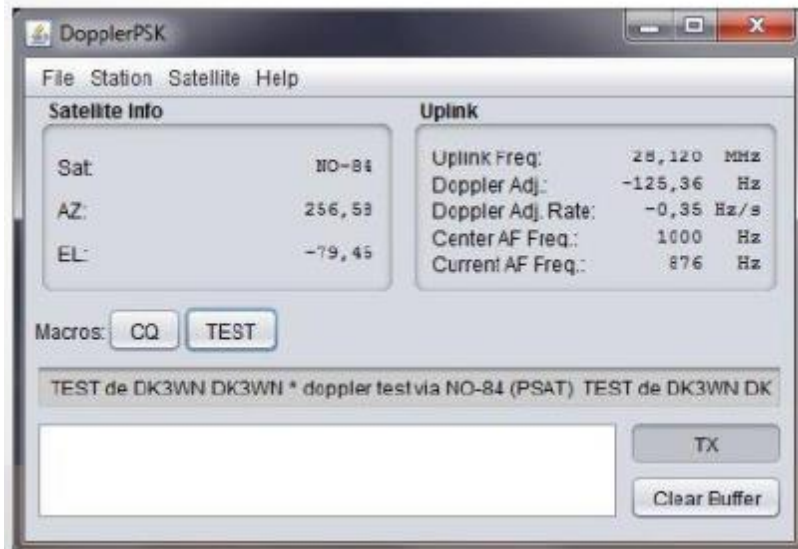 DopplerPSK
File Station Satellite Help
Satellite Info
Sat: NO-84
AZ: 256,53
EL: -79,45
Uplink
Uplink Freq: 28,120 MHz
Doppler Adj.: -125,36 Hz
Doppler Adj. Rate: -0,35 Hz/s
Center AF Freq.: 1000 Hz
Current AF Freq.: 876 Hz
Macros: CQ TEST
TEST de DK3WN DK3WN * doppler test via NO-84 (PSAT) TEST de DK3WN DK
TX
Clear Buffer